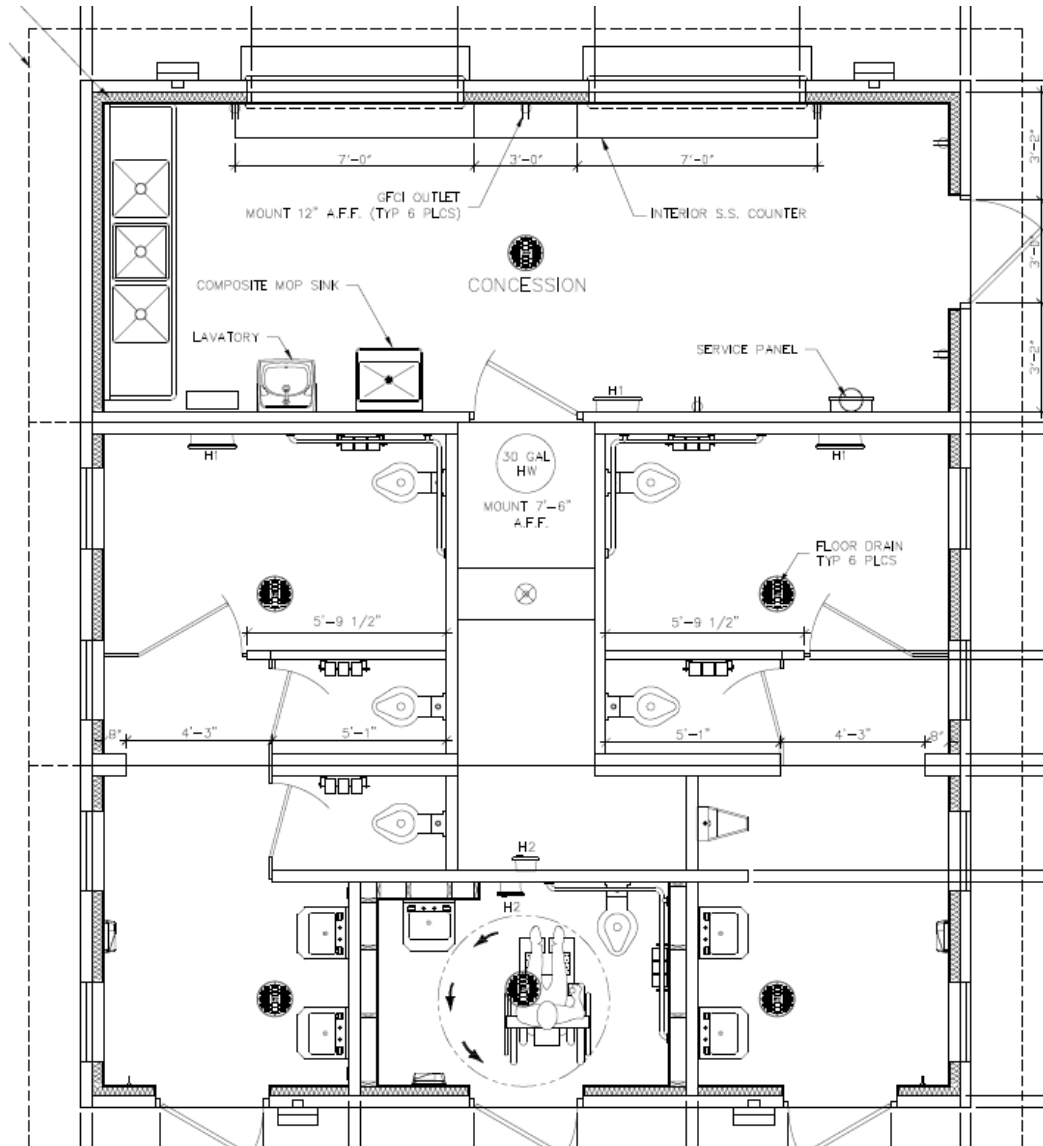 7'-0"
3'-0"
7'-0"
3'-2"
GFCI OUTLET
MOUNT 12" A.F.F. (TYP 6 PLCS)
INTERIOR S.S. COUNTER
CONCESSION
3'-0"
COMPOSITE MOP SINK
LAVATORY
SERVICE PANEL
3'-2"
H1
H1
30 GAL
HW
H1
MOUNT 7'-6"
A.F.F.
FLOOR DRAIN
TYP 6 PLCS
5'-9 1/2"
5'-9 1/2"
8"
4'-3"
5'-1"
5'-1"
4'-3"
8"
H2
H2